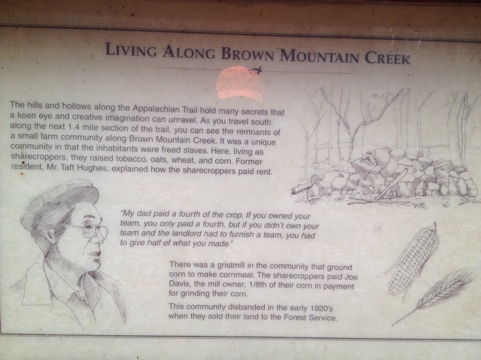 LIVING ALONG BROWN MOUNTAIN CREEK
The hills and hollows along the Appalachian Trail hold many secrets that
a keen eye and creative imagination can unravel. As you travel south
along the next 1.4 mile section of the trail, you can see the remnants of
a small farm community along Brown Mountain Creek. It was a unique
community in that the inhabitants were freed slaves. Here, living as
sharecroppers, they raised tobacco, oats, wheat, and corn. Former
resident, Mr. Taft Hughes, explained how the sharecroppers paid rent.
"My dad paid a fourth of the crop. If you owned your
team, you only paid a fourth, but if you didn't own your
team and the landlord had to furnish a team, you had
to give half of what you made."
There was a gristmill in the community that ground
corn to make cornmeal. The sharecroppers paid Joe
Davis, the mill owner, 1/8th of their corn in payment
for grinding their corn.
This community disbanded in the early 1920's
when they sold their land to the Forest Service.